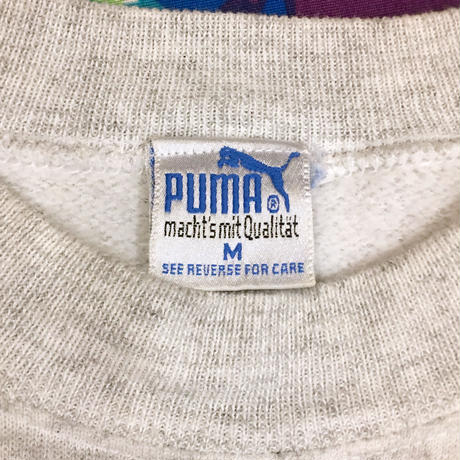 PUMA®
macht's mit Qualität
M
SEE REVERSE FOR CARE